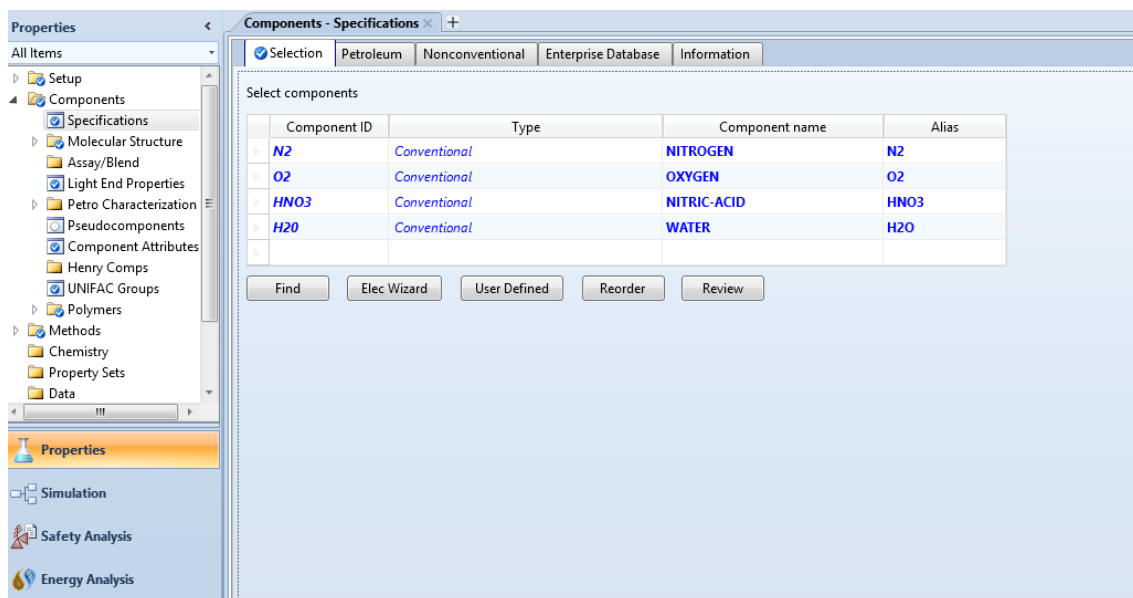 Properties
All Items
Setup
Components
Specifications
Molecular Structure
Assay/Blend
Light End Properties
Petro Characterization
Pseudocomponents
Component Attributes
Henry Comps
UNIFAC Groups
Polymers
Methods
Chemistry
Property Sets
Data
Properties
Simulation
Safety Analysis
Energy Analysis
Components - Specifications
Selection Petroleum Nonconventional Enterprise Database Information
Select components
Component ID Type Component name Alias
N2 Conventional NITROGEN N2
O2 Conventional OXYGEN O2
HNO3 Conventional NITRIC-ACID HNO3
H20 Conventional WATER H2O
Find Elec Wizard User Defined Reorder Review